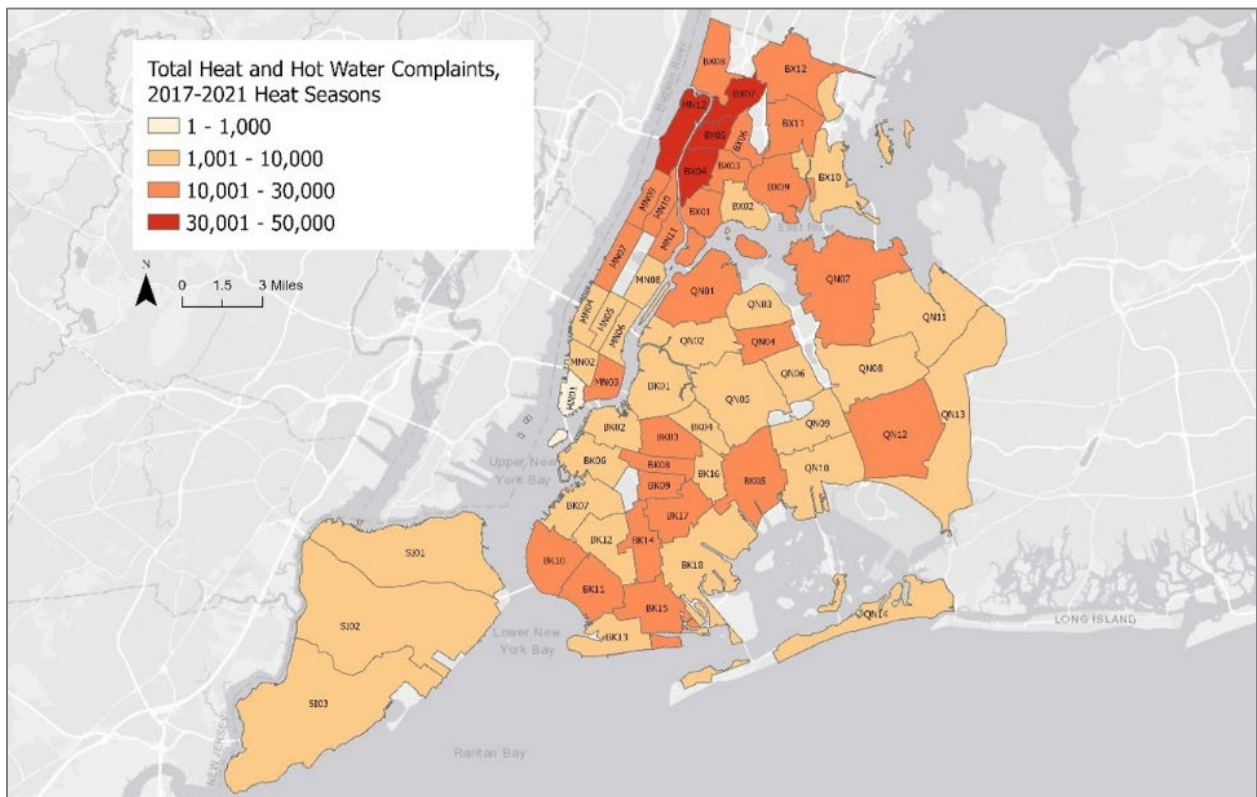 Total Heat and Hot Water Complaints,
2017-2021 Heat Seasons
1 - 1,000
1,001 - 10,000
10,001 - 30,000
30,001 - 50,000
N
0 1.5 3 Miles
Hudson River
BX08
BX12
MN12
BX07
BX05
BX06
BX11
BX04
BX03
BX10
BX09
BX02
BX01
MN09
MN10
MN11
MN07
East River
MN08
QN01
QN07
MN04
MN05
MN06
QN03
QN11
QN04
QN02
MN02
MN03
MN01
QN06
QN08
BK01
QN05
QN13
BK02
BK04
QN09
QN12
BK03
Upper New
York Bay
BK06
BK08
BK16
BK05
QN10
BK09
BK07
BK17
BK12
BK14
BK10
BK18
BK11
BK15
BK13
QN14
SI01
SI02
SI03
Lower New
York Bay
LONG ISLAND
NEW JERSEY
Raritan Bay